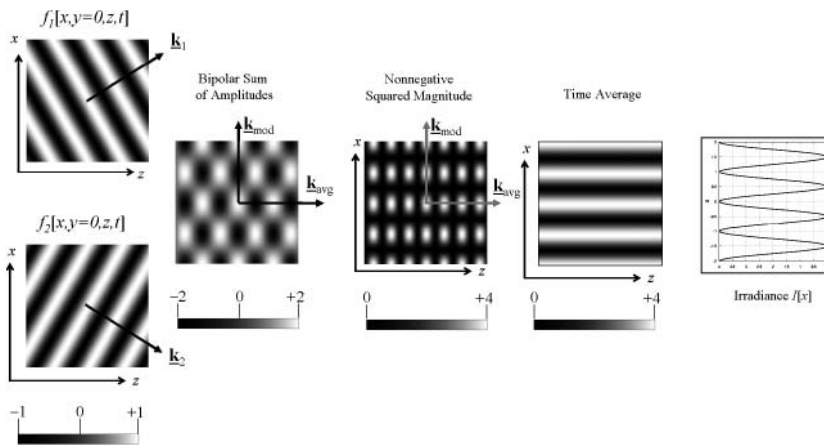 f1[x,y=0,z,t]
x
k1
z
f2[x,y=0,z,t]
x
k2
z
−1 0 +1
Bipolar Sum
of Amplitudes
kmod
kavg
−2 0 +2
Nonnegative
Squared Magnitude
kmod
x
kavg
z
0 +4
Time Average
x
z
0 +4
Irradiance I[x]